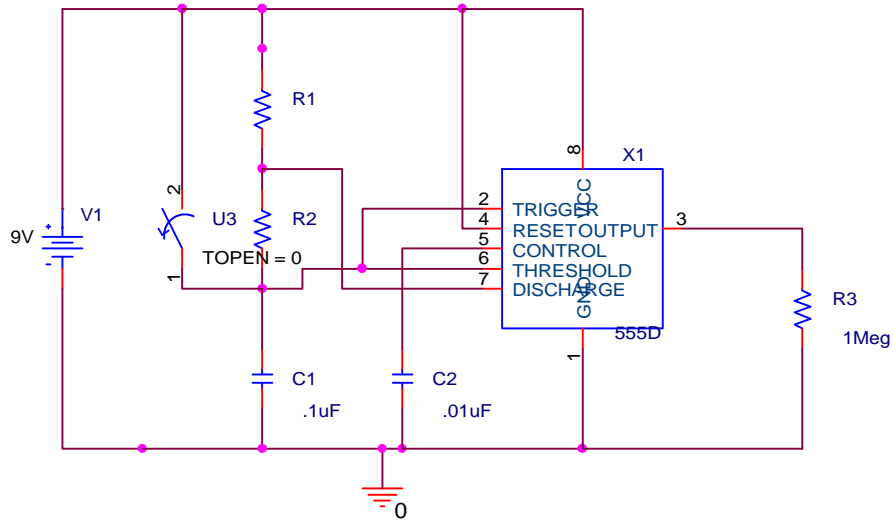 R1
8
X1
2
V1
9V
U3
R2
TOPEN = 0
1
2
TRIGGER
VCC
4
RESET
OUTPUT
3
5
CONTROL
6
THRESHOLD
7
DISCHARGE
GND
555D
1
R3
1Meg
C1
.1uF
C2
.01uF
0
+
-